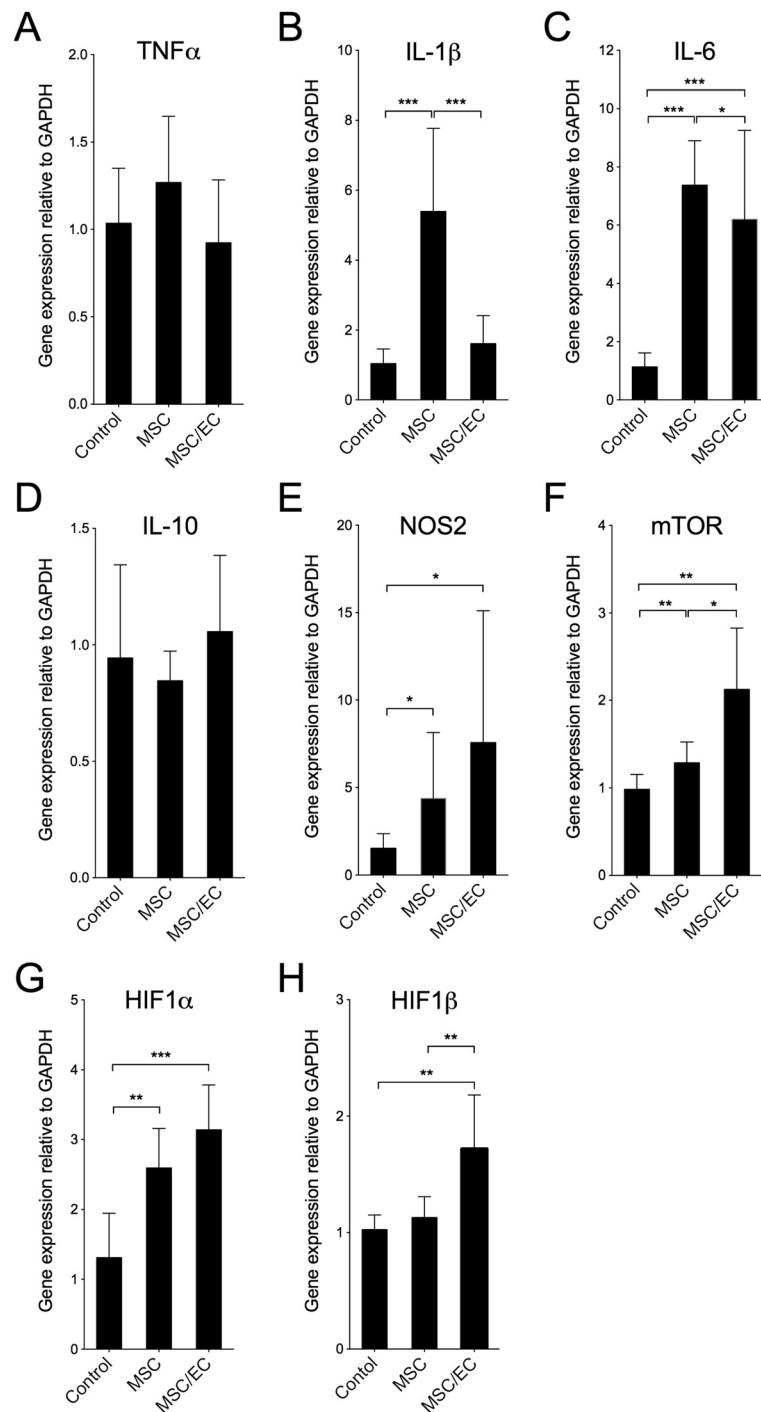 A
TNFα
Gene expression relative to GAPDH
2.0
1.5
1.0
0.5
0.0
Control
MSC
MSC/EC
B
IL-1β
Gene expression relative to GAPDH
10
8
6
4
2
0
***
***
Control
MSC
MSC/EC
C
IL-6
Gene expression relative to GAPDH
12
10
8
6
4
2
0
***
***
*
Control
MSC
MSC/EC
D
IL-10
Gene expression relative to GAPDH
1.5
1.0
0.5
0.0
Control
MSC
MSC/EC
E
NOS2
Gene expression relative to GAPDH
20
15
10
5
0
*
*
Control
MSC
MSC/EC
F
mTOR
Gene expression relative to GAPDH
4
3
2
1
0
**
**
*
Control
MSC
MSC/EC
G
HIF1α
Gene expression relative to GAPDH
5
4
3
2
1
0
***
**
Control
MSC
MSC/EC
H
HIF1β
Gene expression relative to GAPDH
3
2
1
0
**
**
Control
MSC
MSC/EC